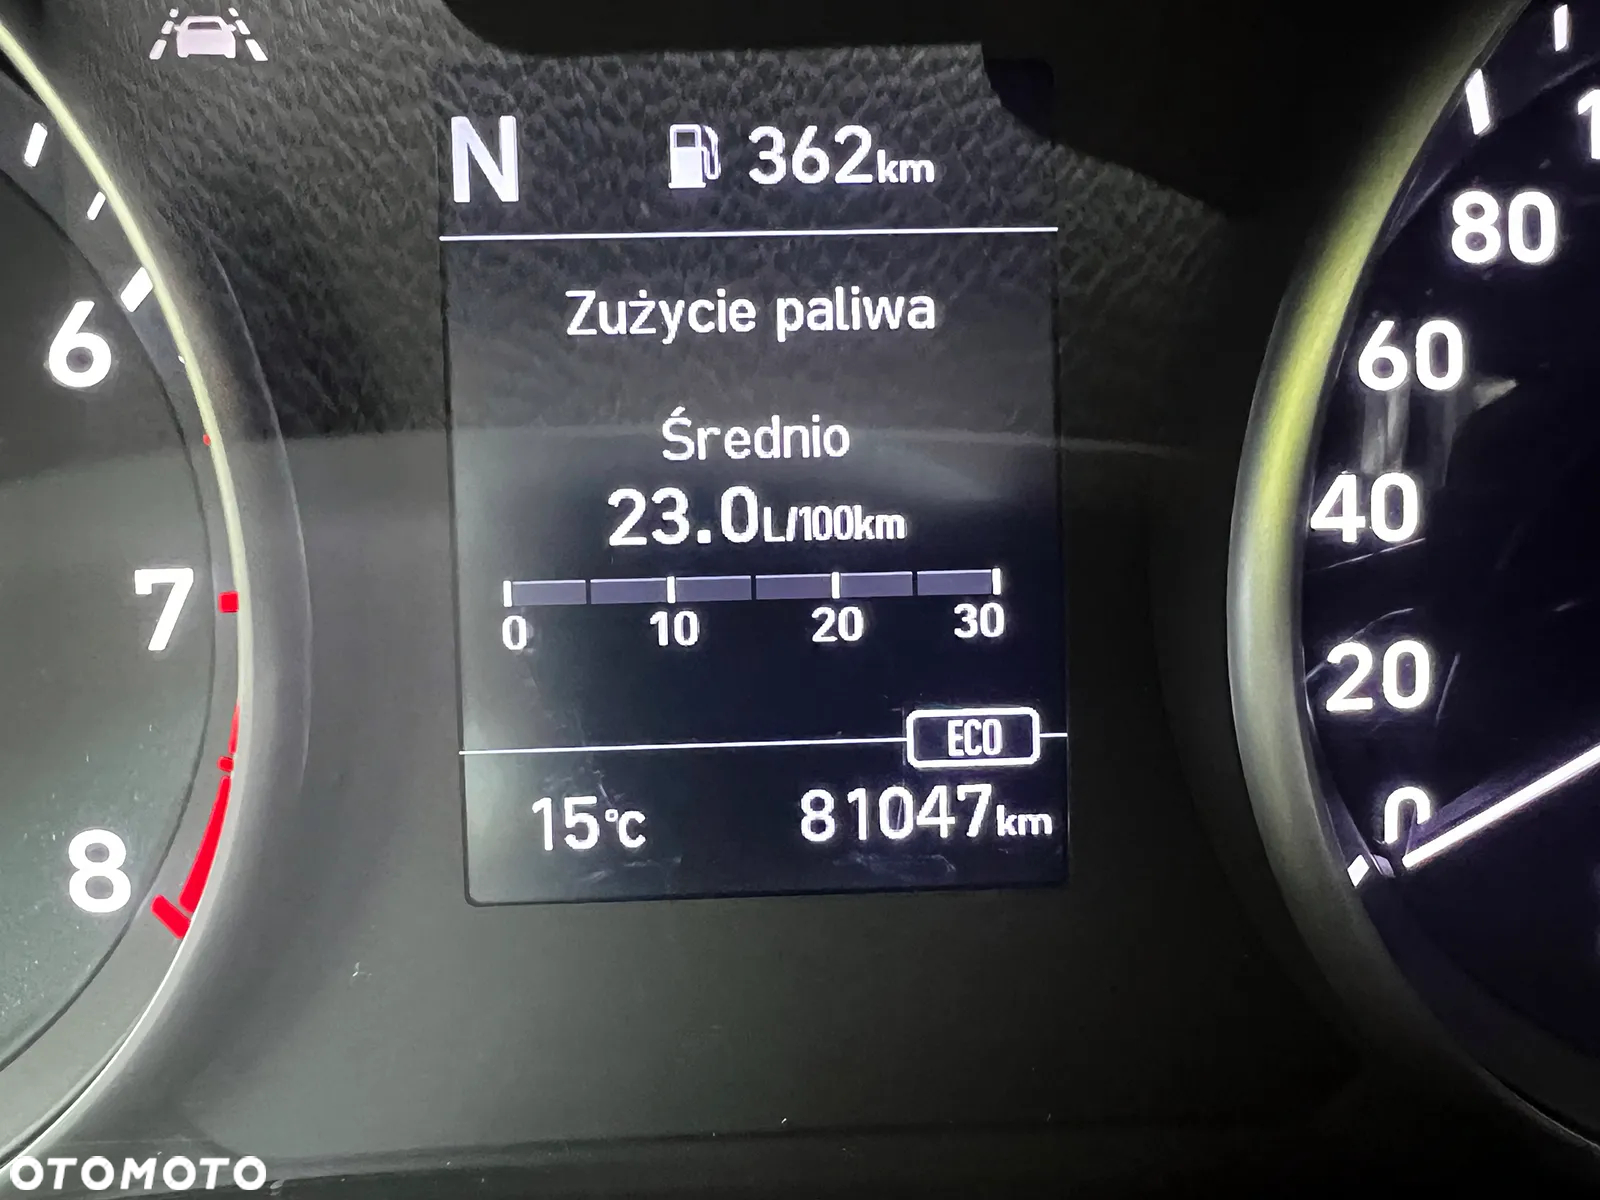 N 362km
Zużycie paliwa
Średnio
23.0L/100km
0 10 20 30
ECO
15°C 81047km
6
7
8
80
60
40
20
0
OTOMOTO